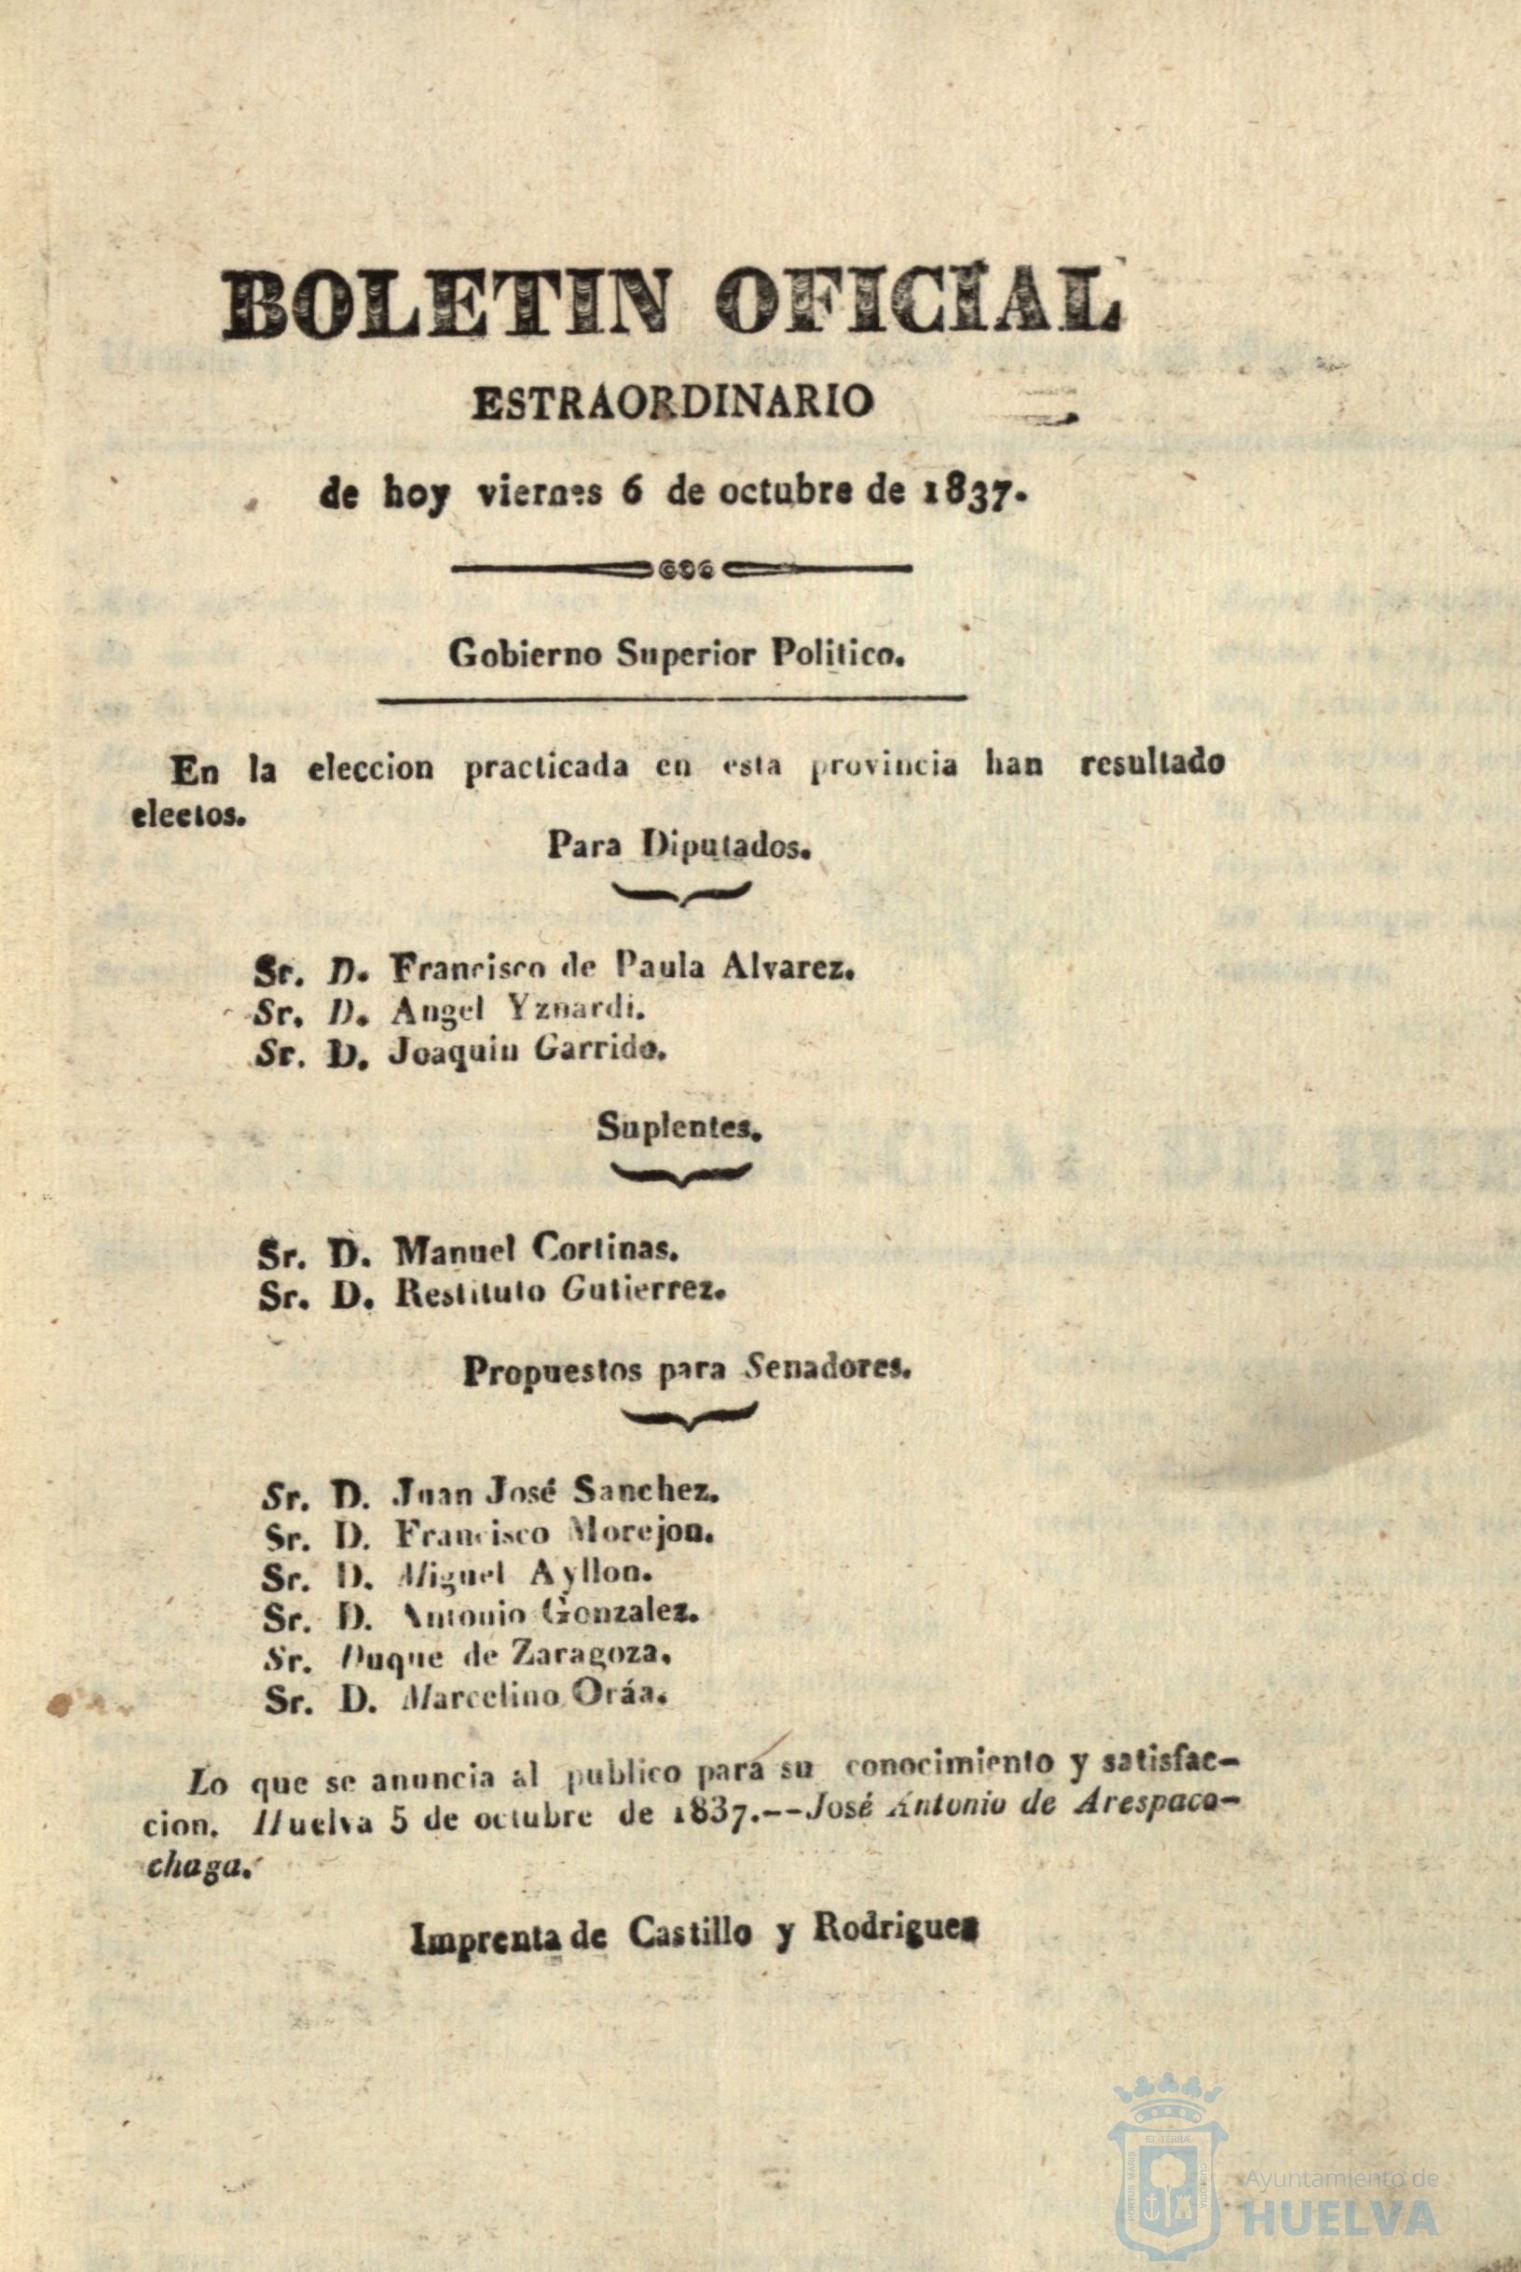 BOLETIN OFICIAL
ESTRAORDINARIO
de hoy viernes 6 de octubre de 1837.
Gobierno Superior Politico.
En la eleccion practicada en esta provincia han resultado
electos.
Para Diputados.
Sr. D. Francisco de Paula Alvarez.
Sr. D. Angel Yznardi.
Sr. D. Joaquin Garrido.
Suplentes.
Sr. D. Manuel Cortinas.
Sr. D. Restituto Gutierrez.
Propuestos para Senadores.
Sr. D. Juan José Sanchez.
Sr. D. Francisco Morejon.
Sr. D. Miguel Ayllon.
Sr. D. Antonio Gonzalez.
Sr. Duque de Zaragoza.
Sr. D. Marcelino Oráa.
Lo que se anuncia al publico para su conocimiento y satisfac-
cion. Huelva 5 de octubre de 1837.--José Antonio de Arespaco-
chaga.
Imprenta de Castillo y Rodriguez
Ayuntamiento de
HUELVA